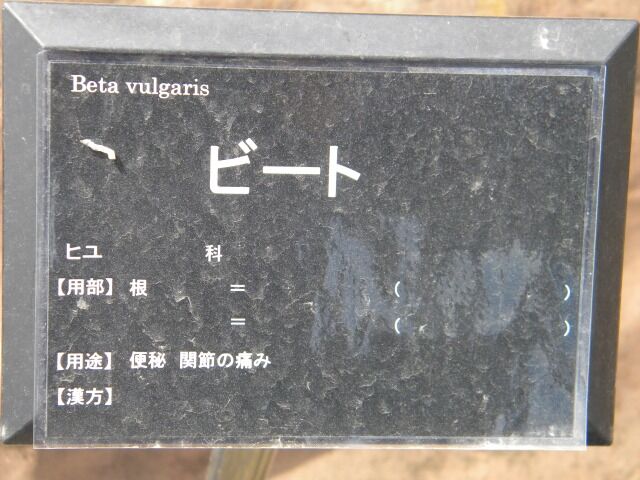 Beta vulgaris
ビート
ヒユ 科
【用部】 根 = ( )
= ( )
【用途】 便秘 関節の痛み
【漢方】